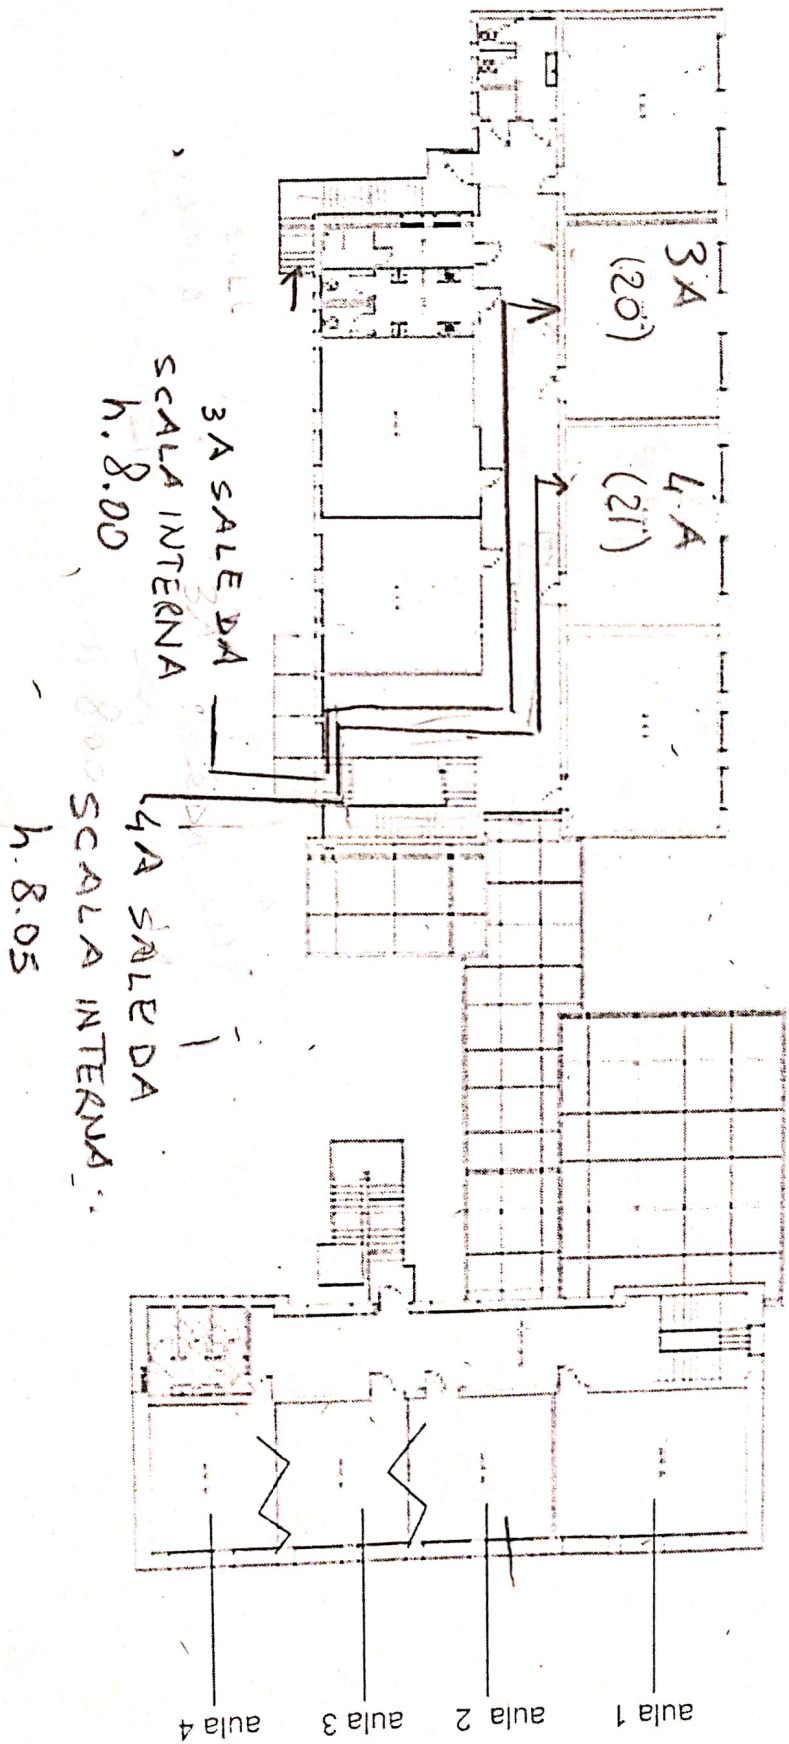 3A
(20)
4A
(21)
3A SALE DA
SCALA INTERNA
h. 8.00
4A SALE DA
SCALA INTERNA
h. 8.05
aula 1
aula 2
aula 3
aula 4